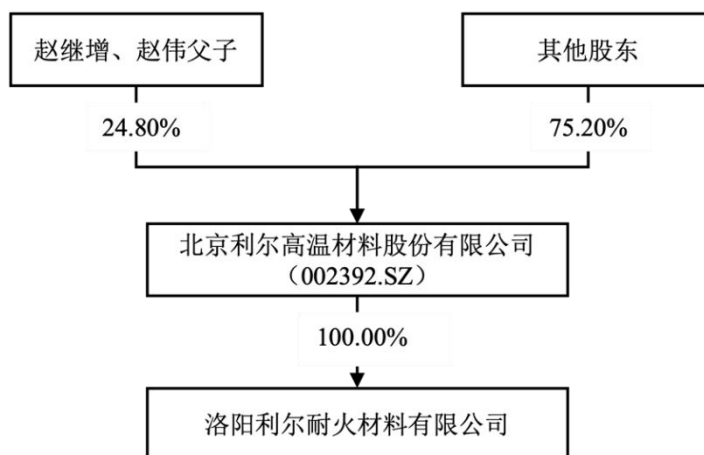 赵继增、赵伟父子
其他股东
24.80%
75.20%
北京利尔高温材料股份有限公司
（002392.SZ）
100.00%
洛阳利尔耐火材料有限公司